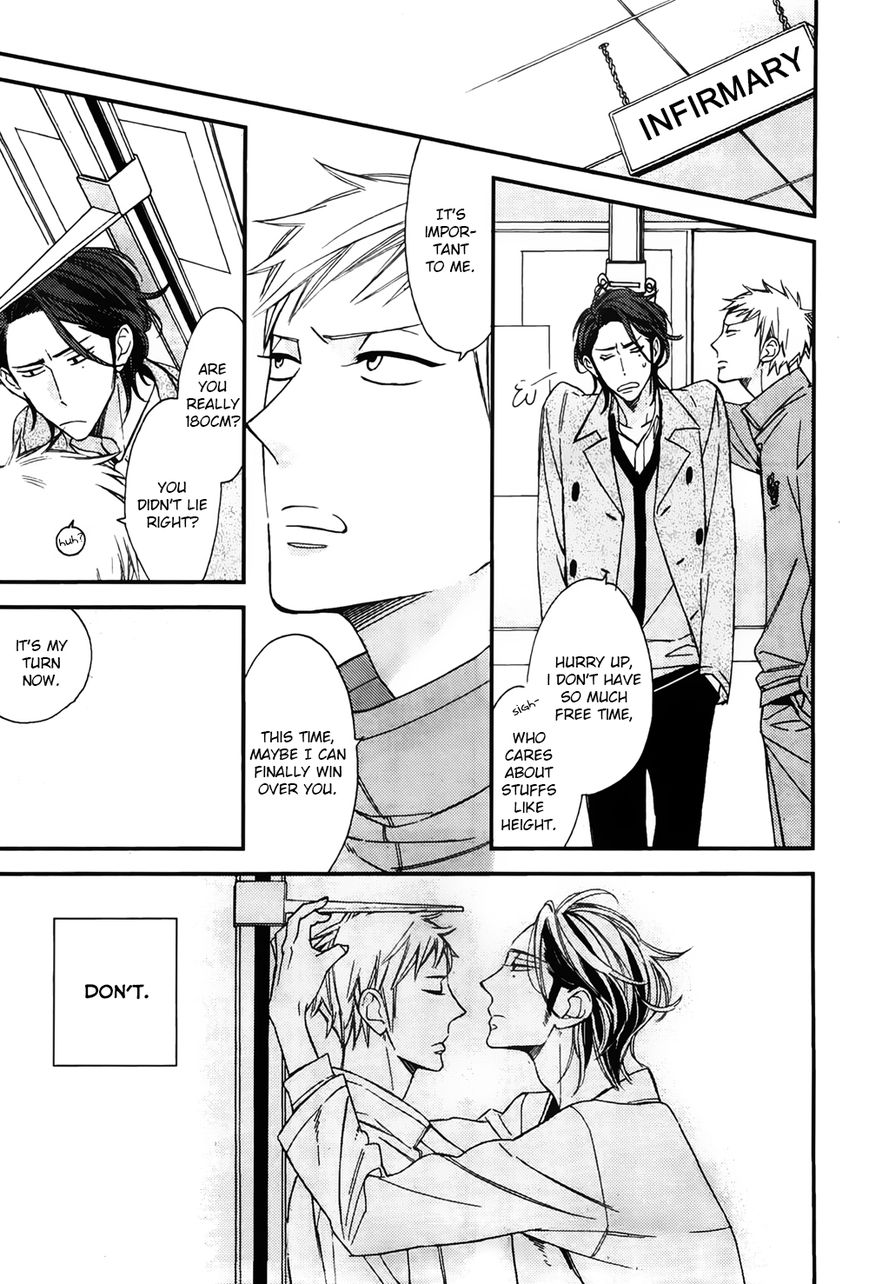 INFIRMARY
HURRY UP,
I DON'T HAVE
SO MUCH
FREE TIME,
sigh-
WHO
CARES
ABOUT
STUFFS
LIKE
HEIGHT.
IT'S
IMPOR-
TANT
TO ME.
THIS TIME,
MAYBE I CAN
FINALLY WIN
OVER YOU.
ARE
YOU
REALLY
180CM?
YOU
DIDN'T LIE
RIGHT?
huh?
IT'S MY
TURN
NOW.
DON'T.